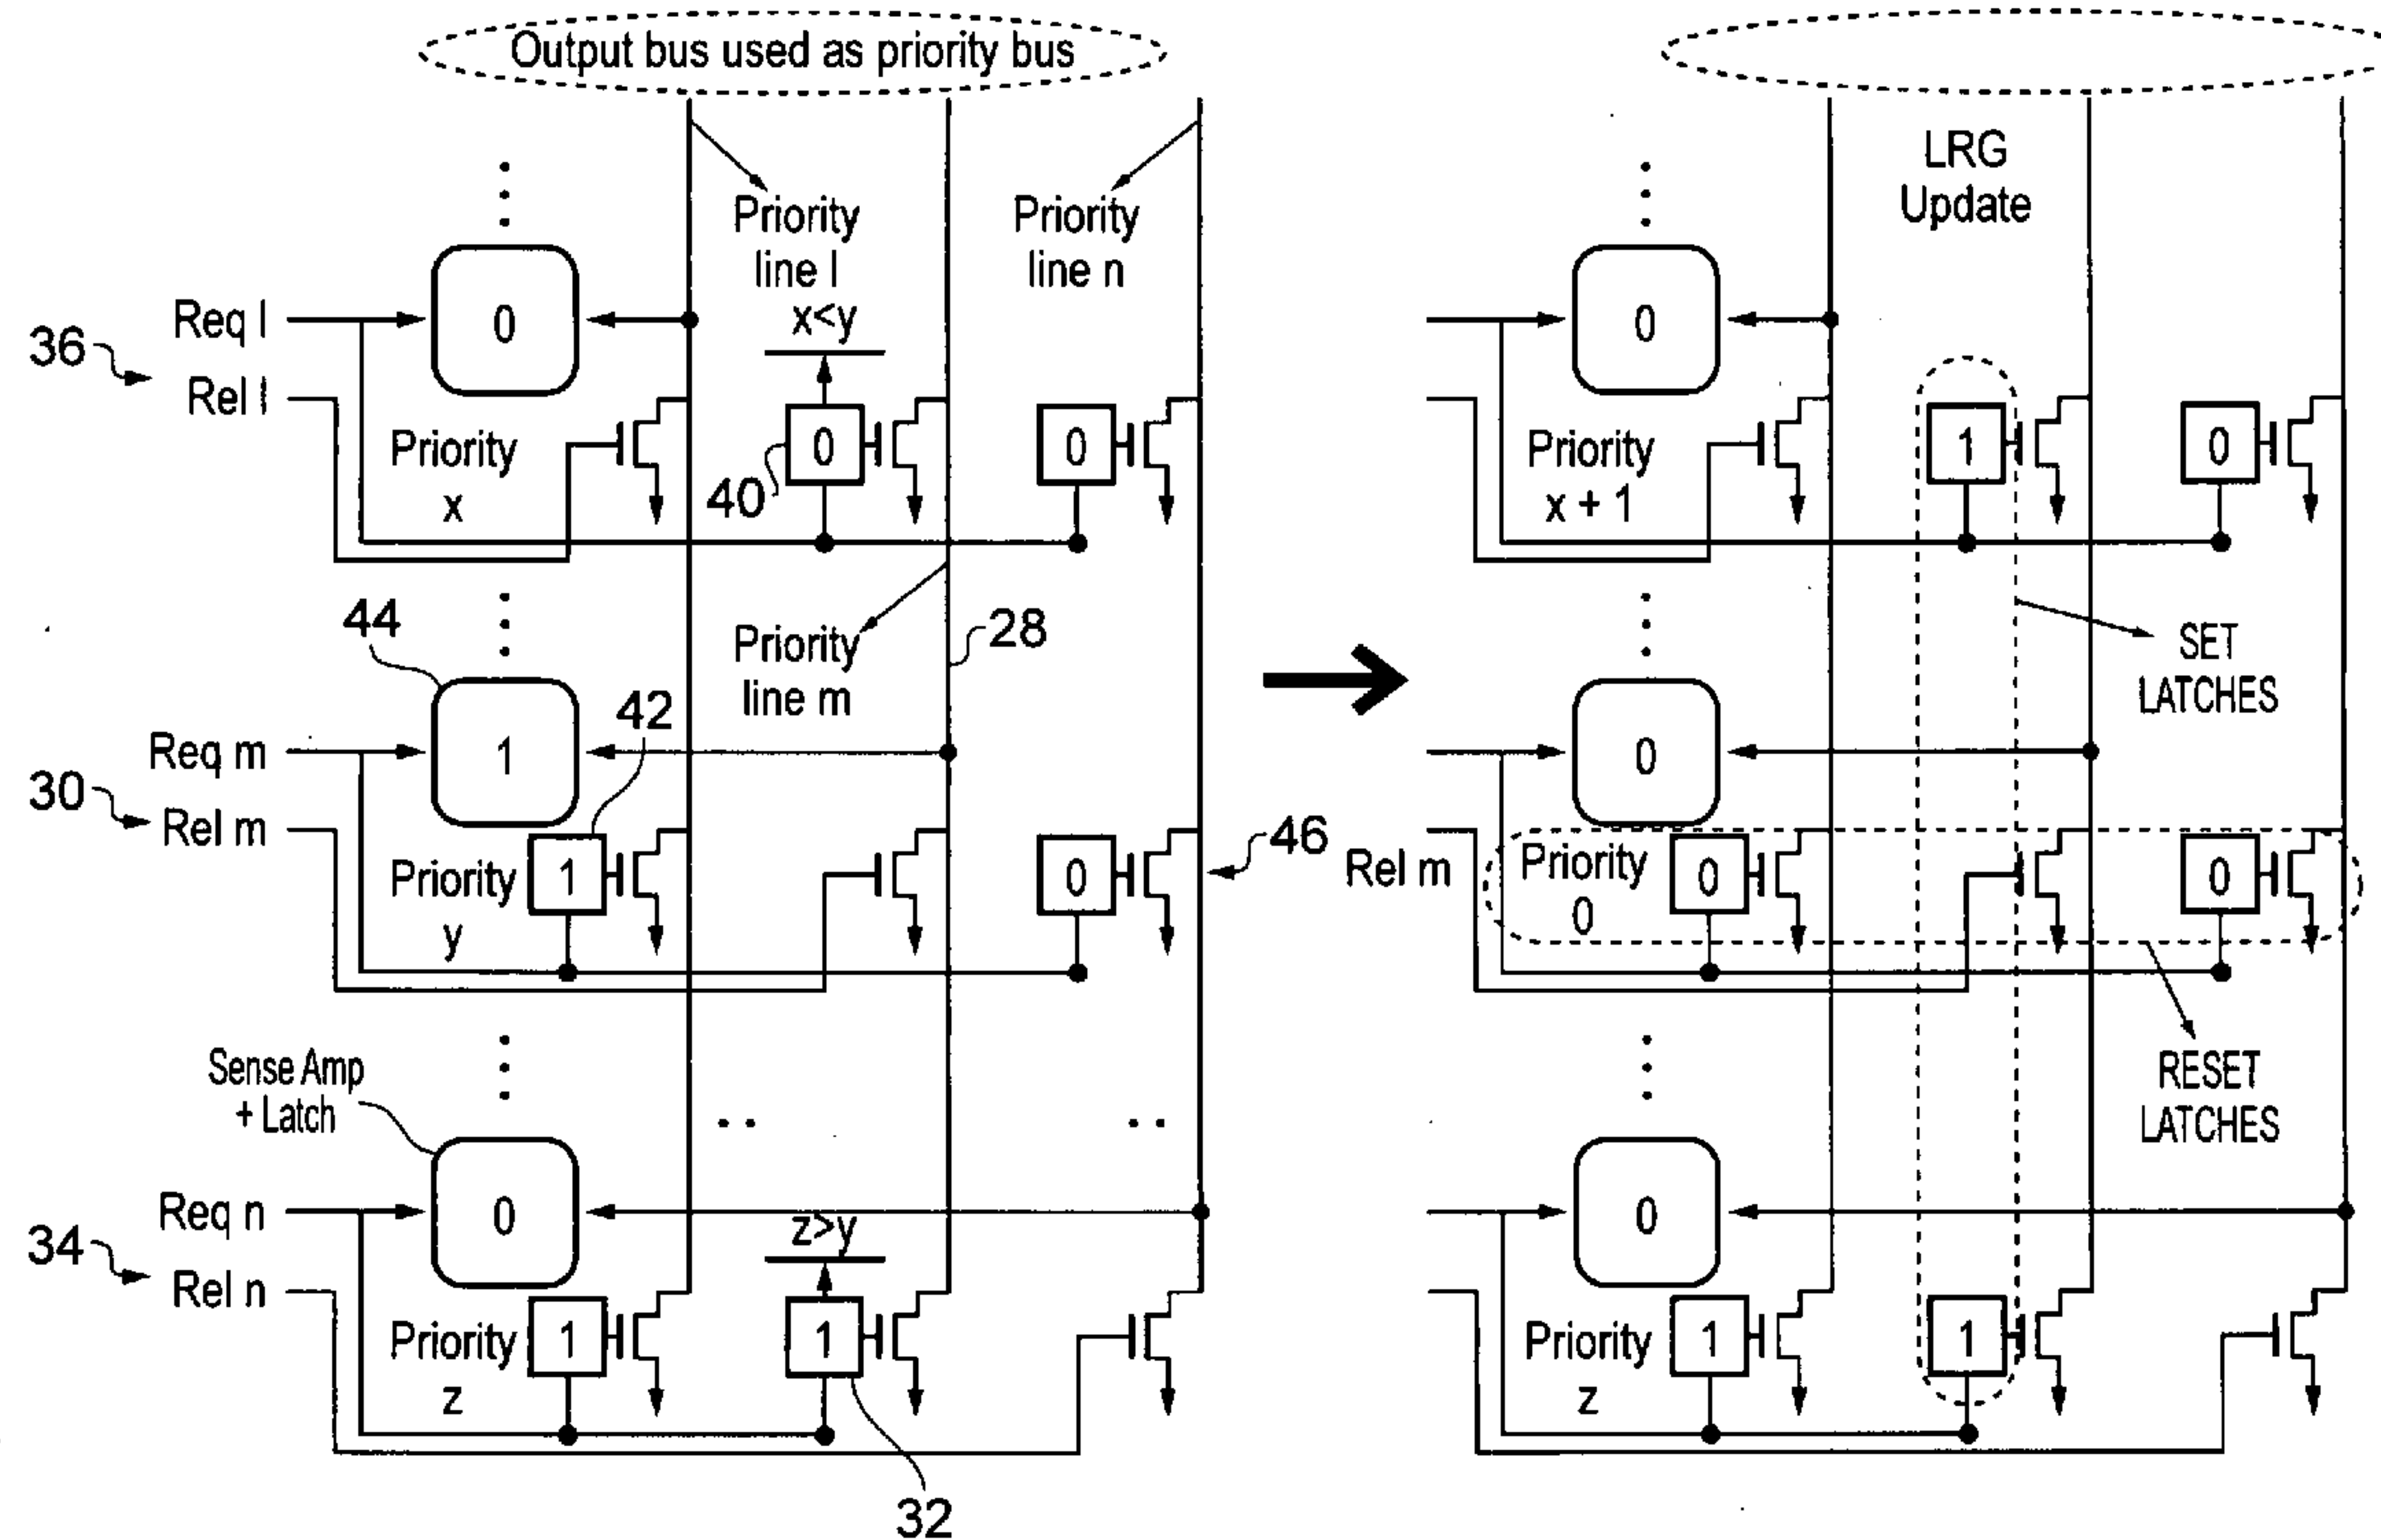 Output bus used as priority bus
Priority
line l
x<y
Priority
line n
Req l
36
Rel l
0
Priority
x
40
0
0
44
Priority
line m
28
42
Req m
1
30
Rel m
Priority
y
1
0
46
Sense Amp
+ Latch
Req n
0
z>y
34
Rel n
Priority
z
1
1
32
LRG
Update
0
Priority
x + 1
1
0
SET
LATCHES
0
Rel m
Priority
0
0
0
RESET
LATCHES
0
Priority
z
1
1